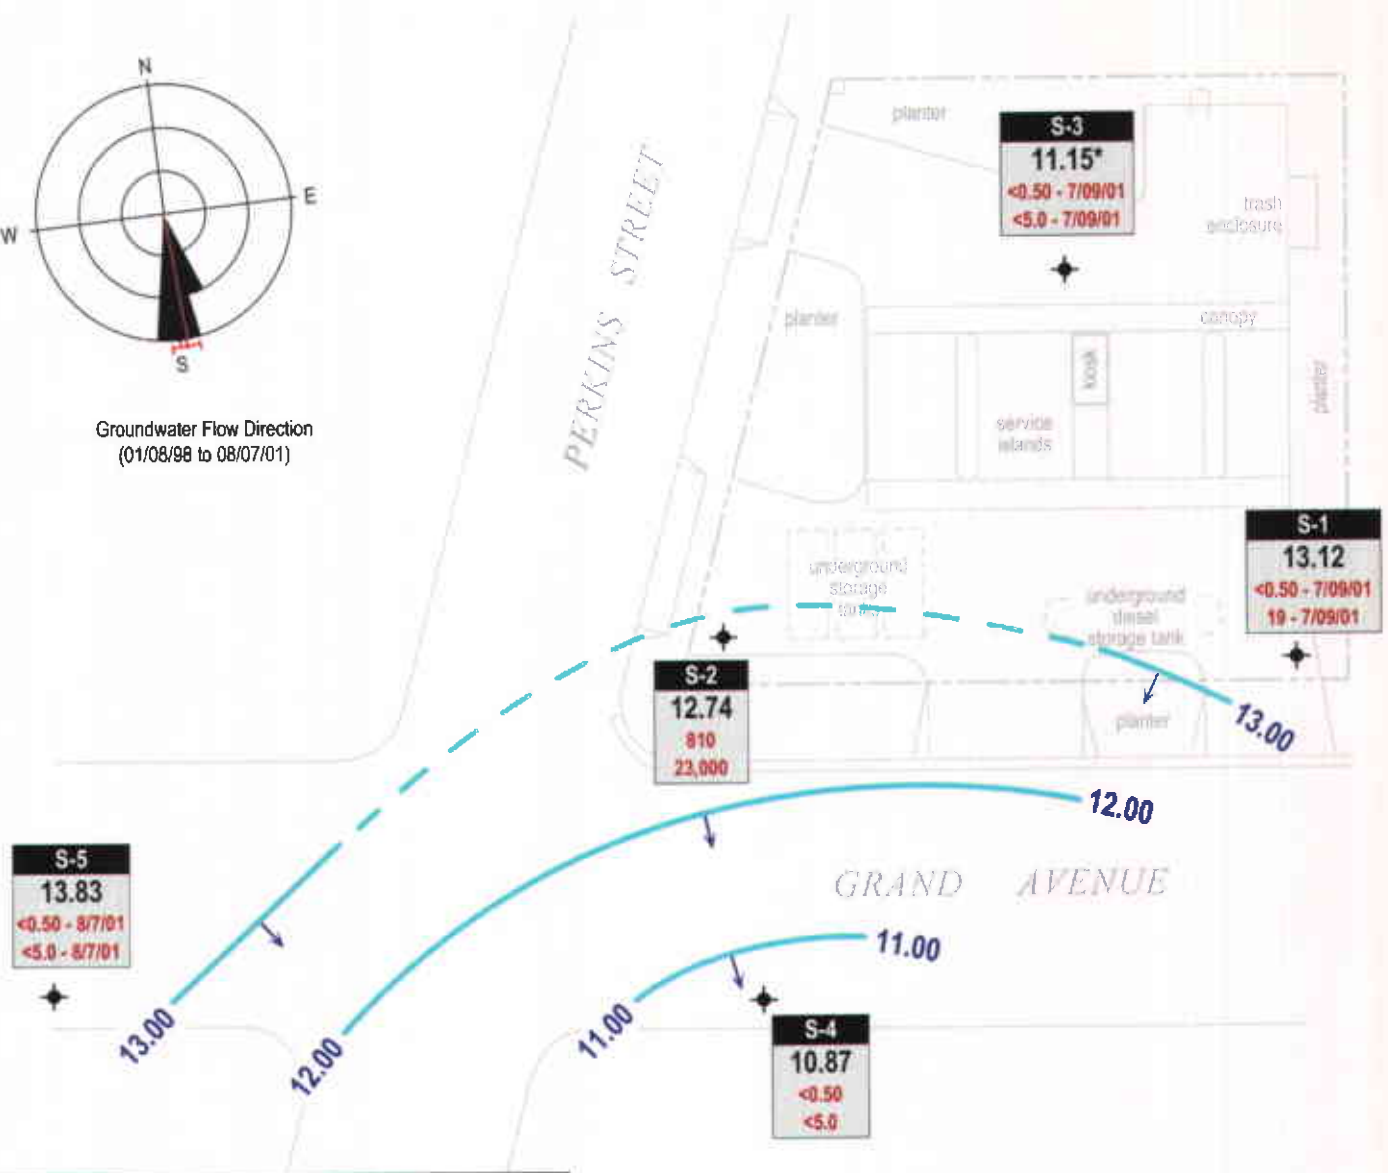 N
E
W
S
Groundwater Flow Direction
(01/08/98 to 08/07/01)
PERKINS STREET
planter
S-3
11.15*
<0.50 - 7/09/01
<5.0 - 7/09/01
trash
enclosure
planter
canopy
kiosk
service
islands
planter
S-1
13.12
<0.50 - 7/09/01
19 - 7/09/01
underground
storage
tanks
underground
diesel
storage tank
S-2
12.74
810
23,000
planter
13.00
12.00
GRAND AVENUE
S-5
13.83
<0.50 - 8/7/01
<5.0 - 8/7/01
11.00
13.00
12.00
11.00
S-4
10.87
<0.50
<5.0